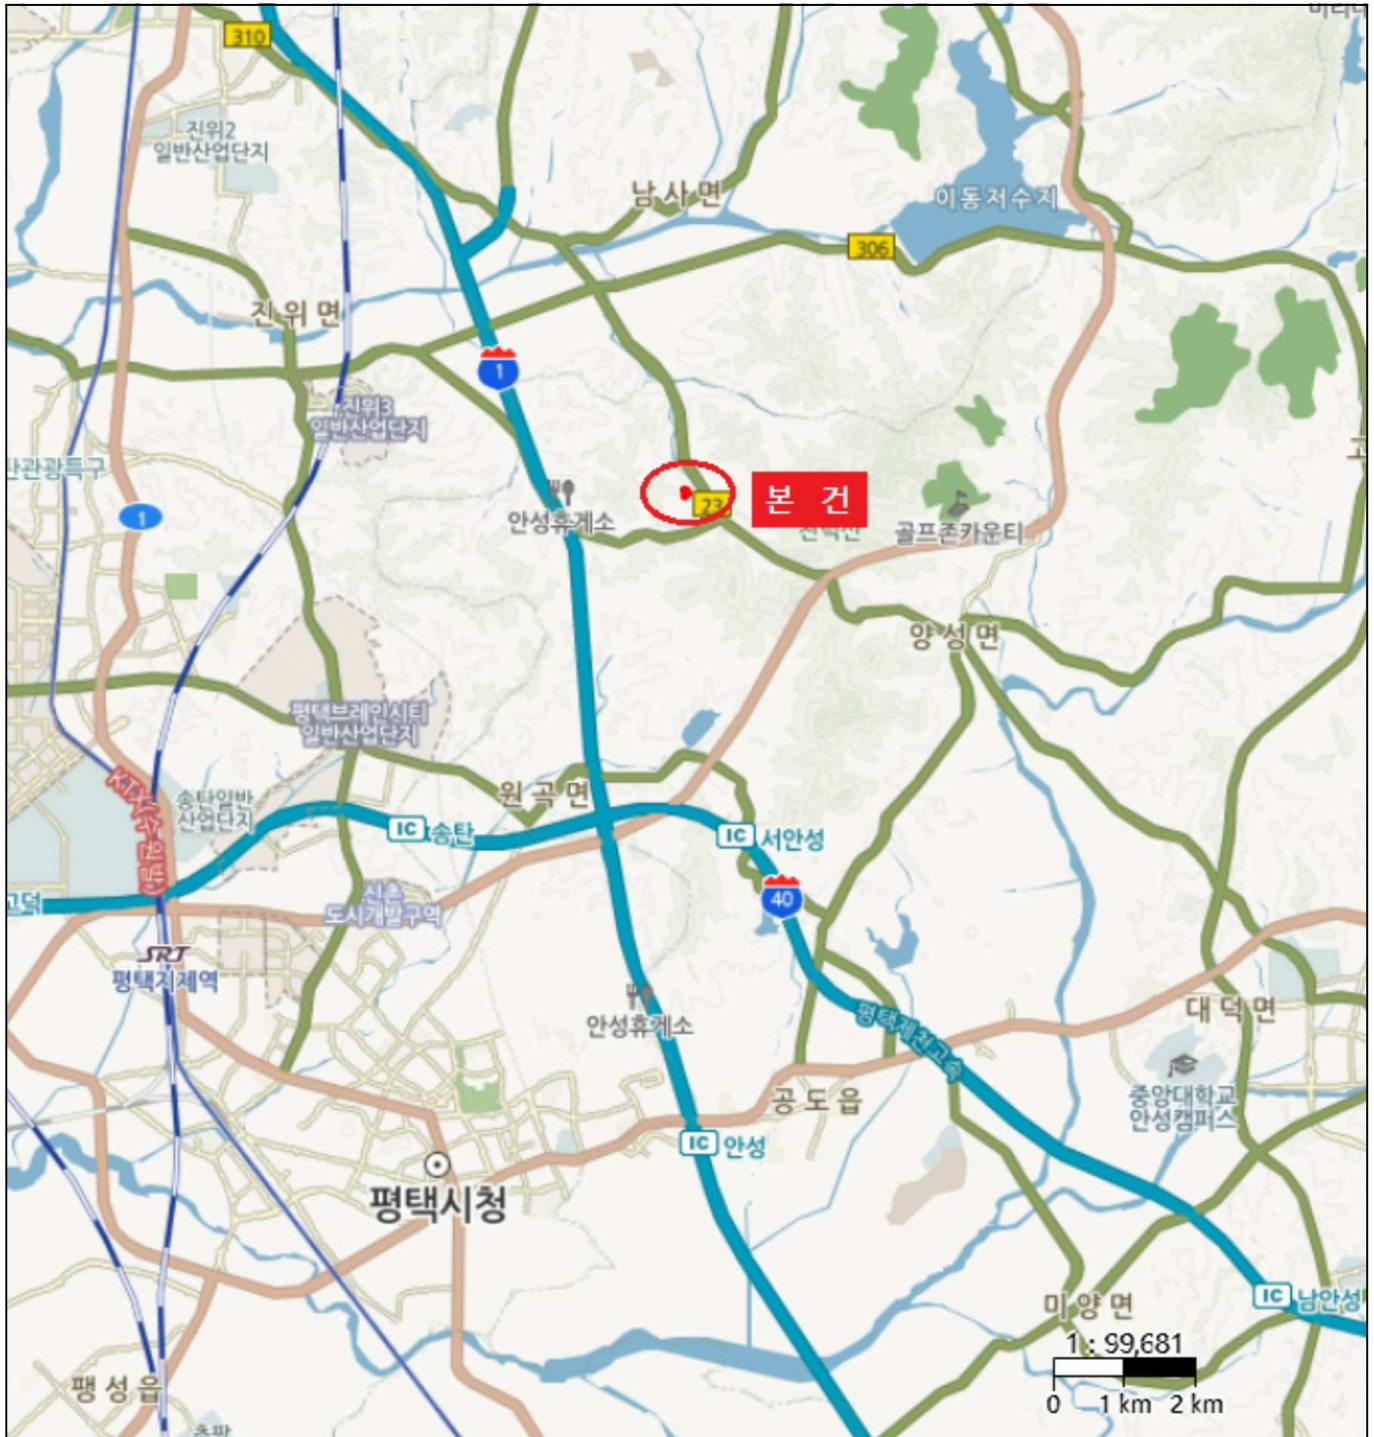 310
진위2
일반산업단지
남사면
이동저수지
306
진위면
1
진위3
일반산업단지
탄관광특구
고
1
본 건
23
안성휴게소
천덕산
골프존카운티
양성면
평택브레인시티
일반산업단지
송탄일반
산업단지
원곡면
IC 송탄
IC 서안성
40
고덕
신촌
도시개발구역
SRT
평택지제역
안성휴게소
평택제천고속
대덕면
중앙대학교
안성캠퍼스
공도읍
IC 안성
평택시청
미양면
IC 남안성
1 : 99,681
0 1 km 2 km
팽성읍